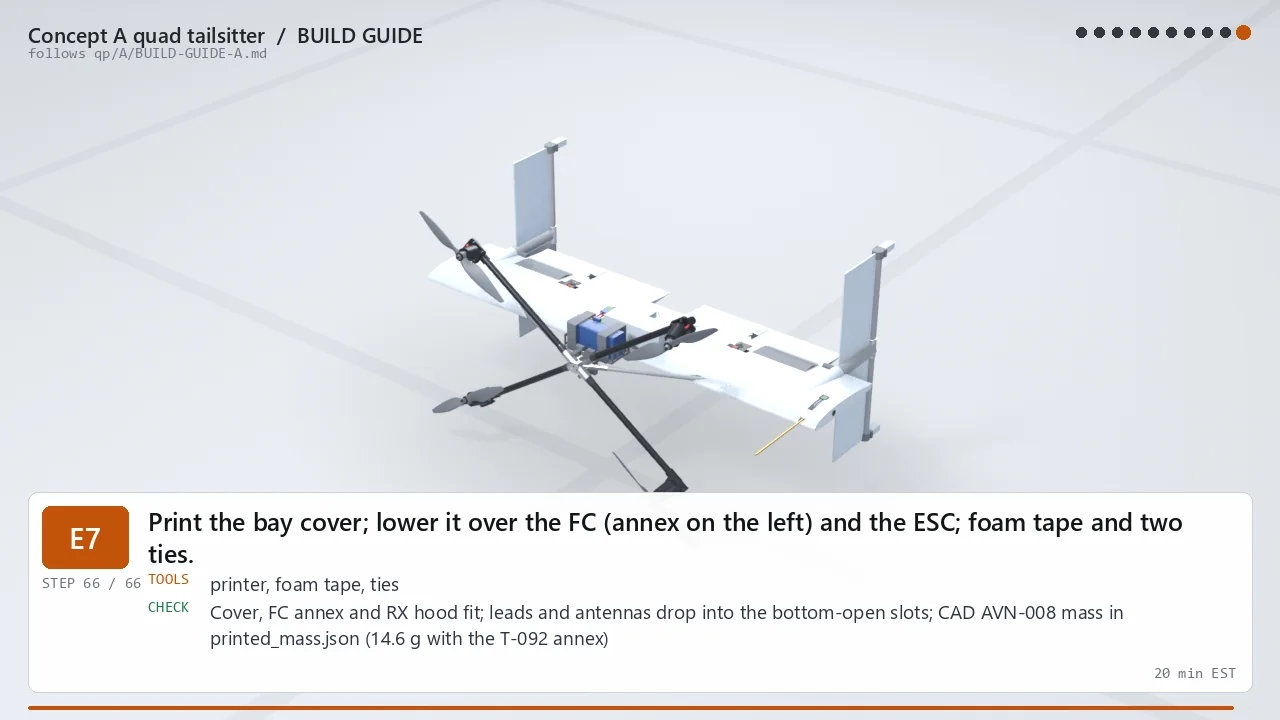 Concept A quad tailsitter / BUILD GUIDE
follows qp/A/BUILD-GUIDE-A.md
E7
STEP 66 / 66
Print the bay cover; lower it over the FC (annex on the left) and the ESC; foam tape and two
ties.
TOOLS printer, foam tape, ties
CHECK Cover, FC annex and RX hood fit; leads and antennas drop into the bottom-open slots; CAD AVN-008 mass in
printed_mass.json (14.6 g with the T-092 annex)
20 min EST